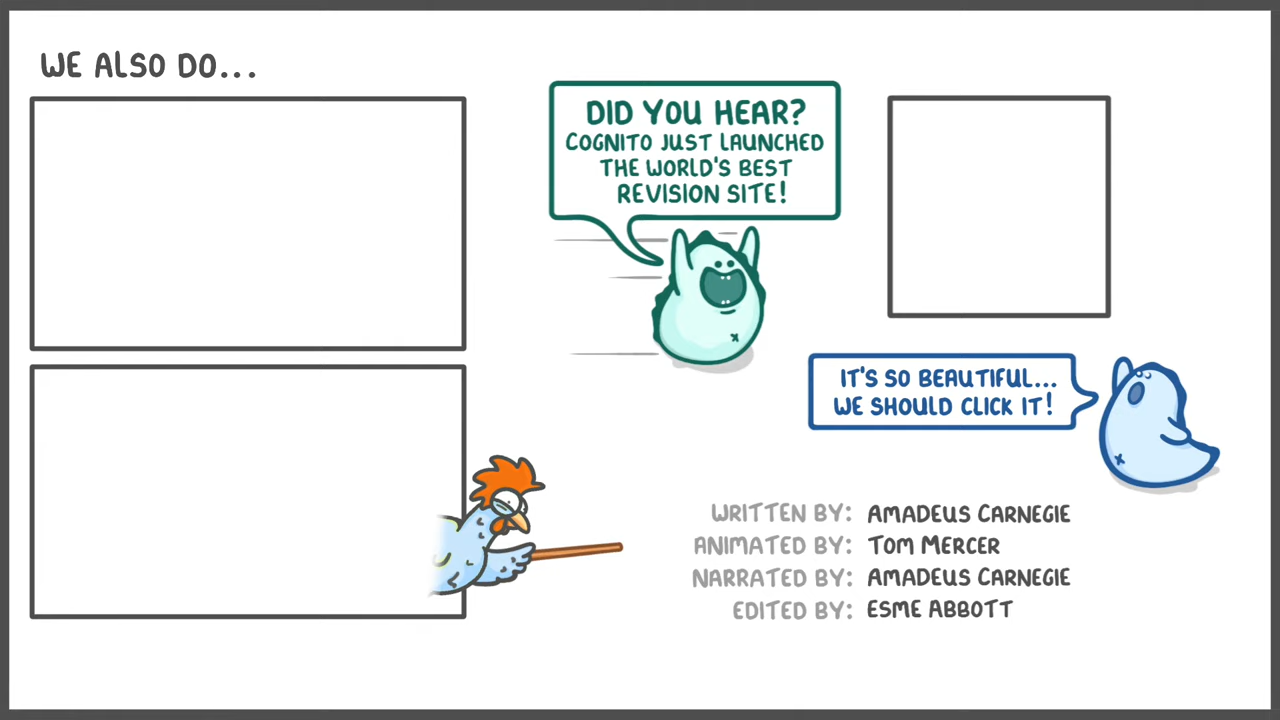 WE ALSO DO...
DID YOU HEAR?
COGNITO JUST LAUNCHED
THE WORLD'S BEST
REVISION SITE!
IT'S SO BEAUTIFUL...
WE SHOULD CLICK IT!
WRITTEN BY: AMADEUS CARNEGIE
ANIMATED BY: TOM MERCER
NARRATED BY: AMADEUS CARNEGIE
EDITED BY: ESME ABBOTT